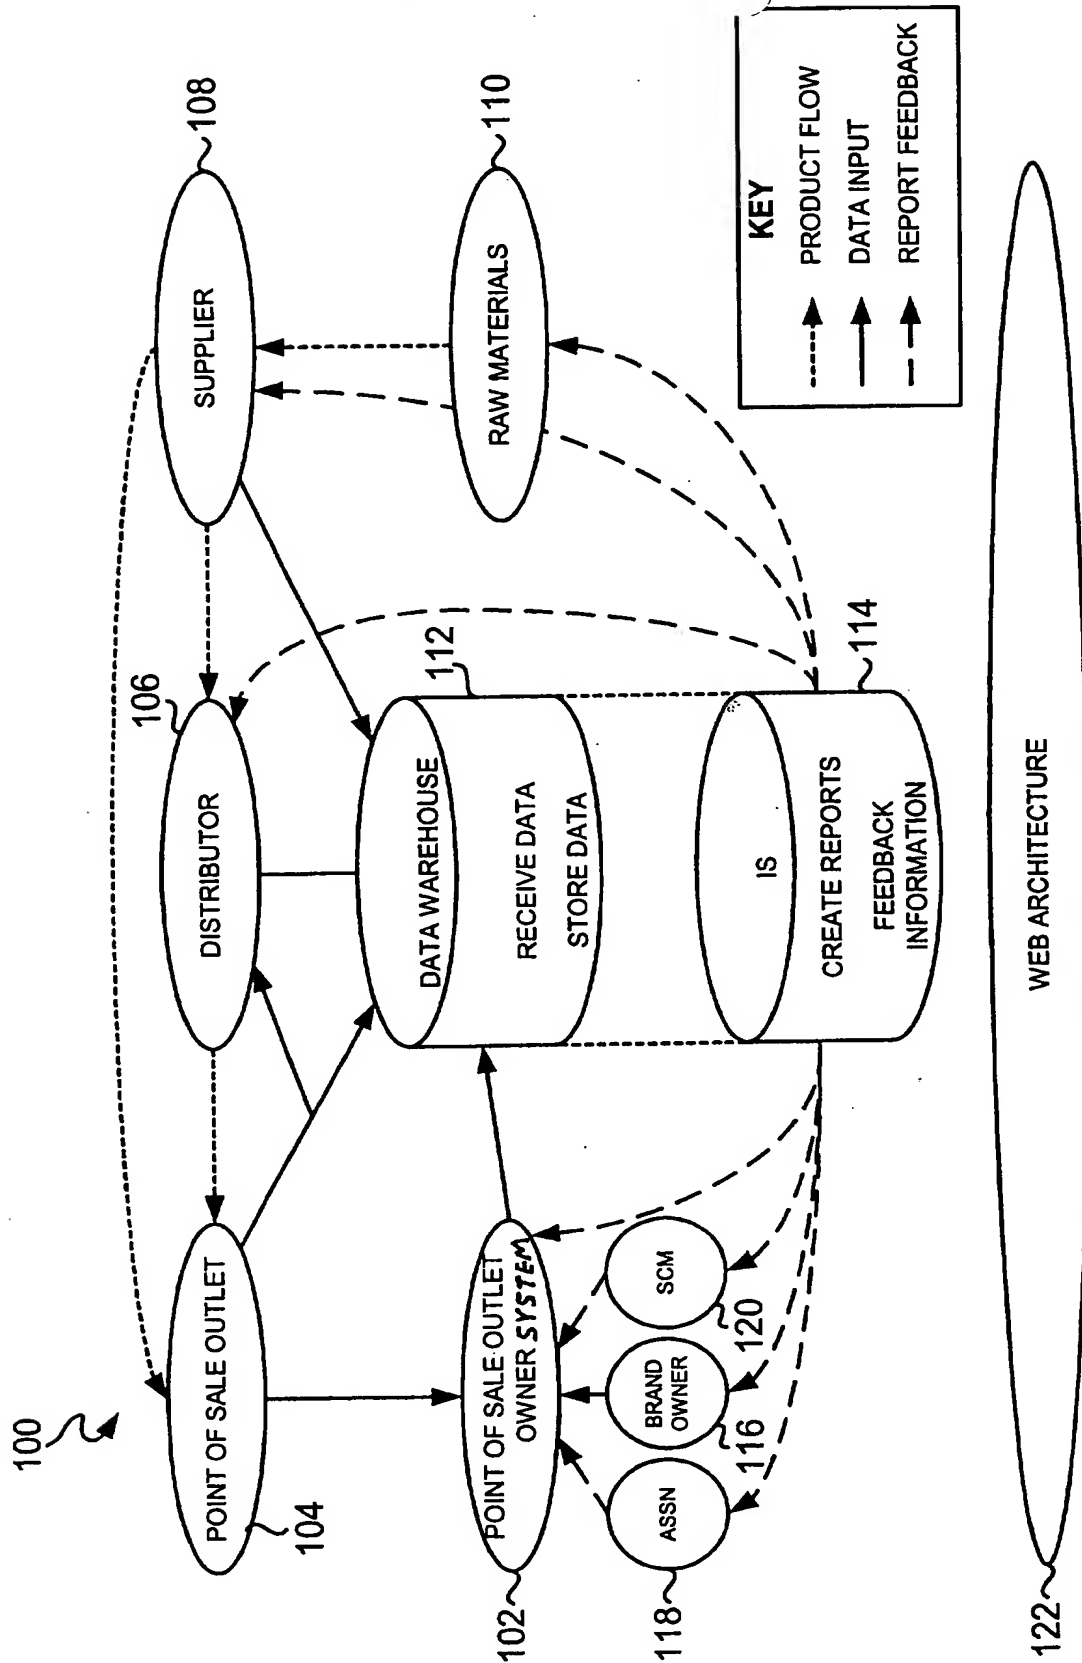 100
POINT OF SALE OUTLET
104
DISTRIBUTOR
106
SUPPLIER
108
POINT OF SALE OUTLET
OWNER SYSTEM
102
DATA WAREHOUSE
112
RECEIVE DATA
STORE DATA
RAW MATERIALS
110
ASSN
118
BRAND
OWNER
116
SCM
120
IS
CREATE REPORTS
FEEDBACK
INFORMATION
114
KEY
PRODUCT FLOW
DATA INPUT
REPORT FEEDBACK
WEB ARCHITECTURE
122